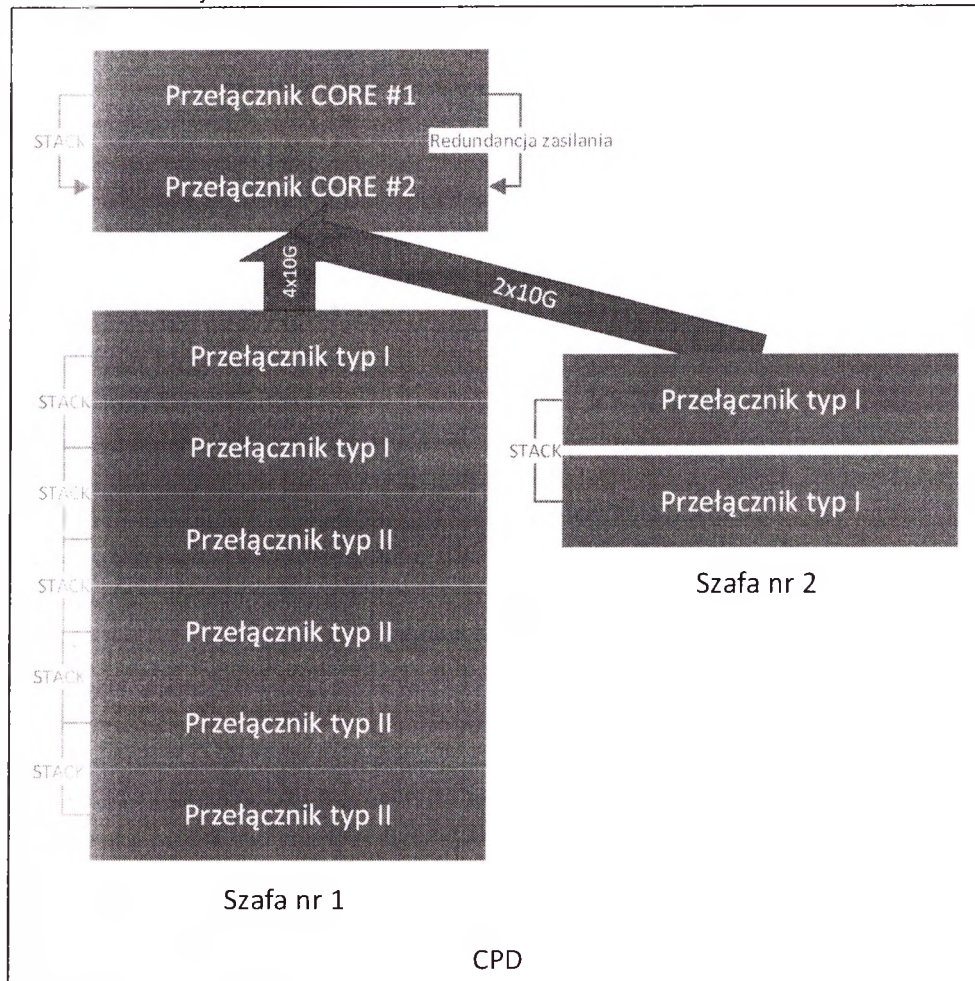 Przełącznik CORE #1
STACK
Redundancja zasilania
Przełącznik CORE #2
4x10G
2x10G
Przełącznik typ I
STACK
Przełącznik typ I
STACK
Przełącznik typ II
STACK
Przełącznik typ II
STACK
Przełącznik typ II
STACK
Przełącznik typ II
Szafa nr 1
Przełącznik typ I
STACK
Przełącznik typ I
Szafa nr 2
CPD